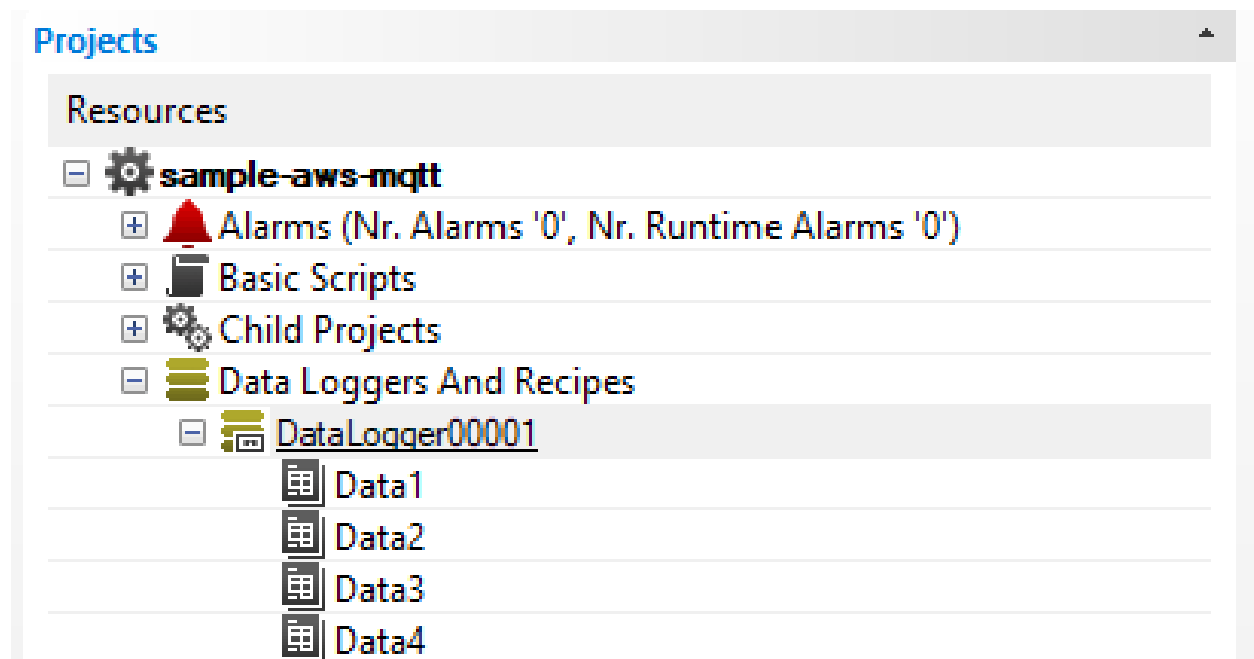 Projects
Resources
sample-aws-mqtt
Alarms (Nr. Alarms '0', Nr. Runtime Alarms '0')
Basic Scripts
Child Projects
Data Loggers And Recipes
DataLogger00001
Data1
Data2
Data3
Data4